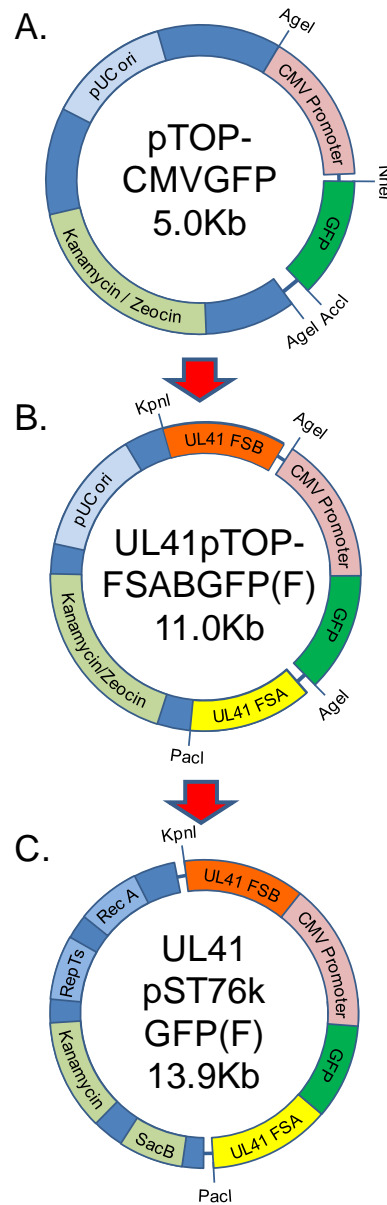 A.
AgeI
pUC ori
CMV Promoter
pTOP-
CMVGFP
5.0Kb
NheI
GFP
Kanamycin / Zeocin
AgeI AccI
B.
KpnI
AgeI
UL41 FSB
pUC ori
CMV Promoter
UL41pTOP-
FSABGFP(F)
11.0Kb
Kanamycin/Zeocin
GFP
UL41 FSA
AgeI
PacI
C.
KpnI
UL41 FSB
Rec A
CMV Promoter
RepTs
UL41
pST76k
GFP(F)
13.9Kb
Kanamycin
GFP
SacB
UL41 FSA
PacI